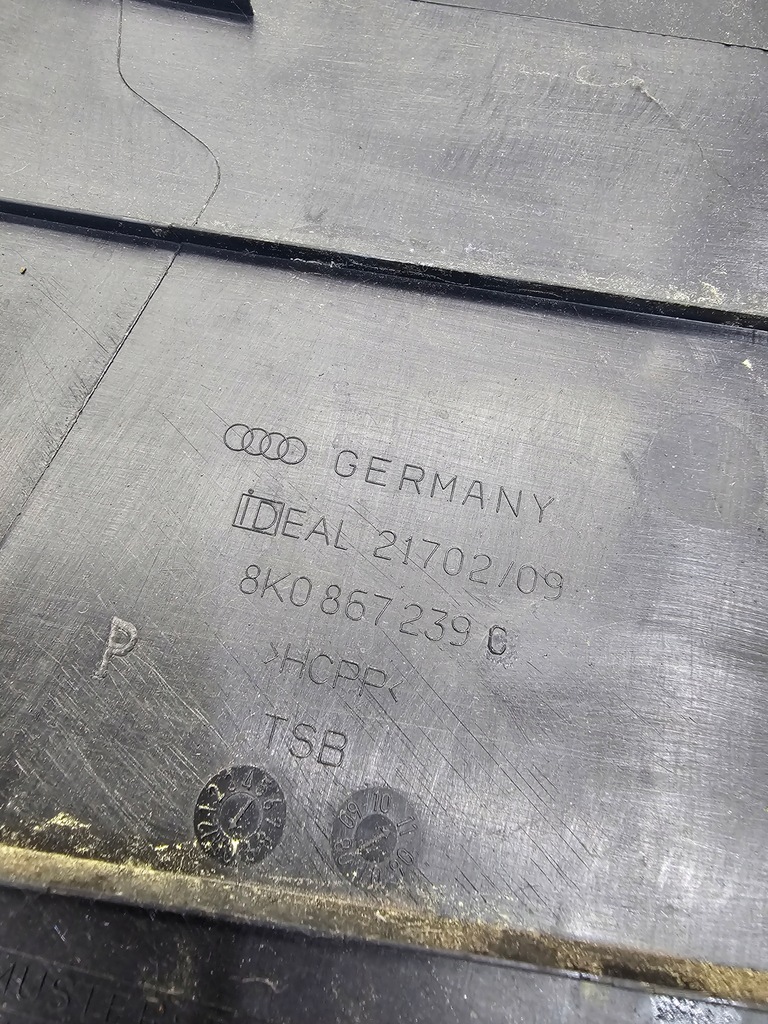 GERMANY
IDEAL 21702/09
8K0 867 239 C
>HCPP<
P
TSB